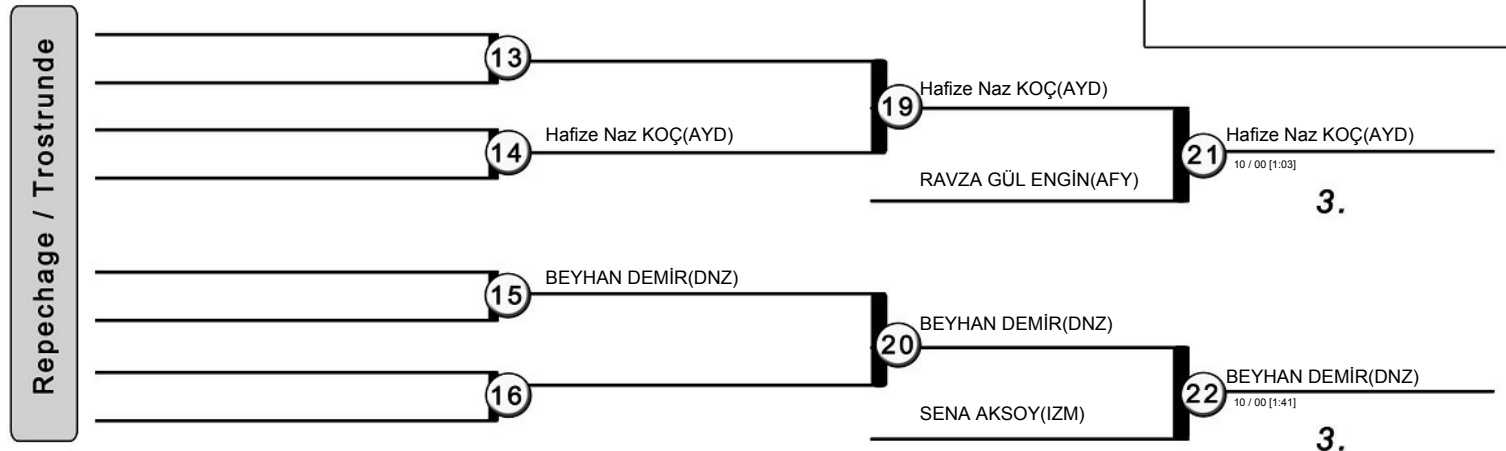 Repechage / Trostrunde
13
Hafize Naz KOÇ(AYD)
19
Hafize Naz KOÇ(AYD)
14
Hafize Naz KOÇ(AYD)
21
10 / 00 [1:03]
RAVZA GÜL ENGİN(AFY)
3.
BEYHAN DEMİR(DNZ)
15
BEYHAN DEMİR(DNZ)
20
BEYHAN DEMİR(DNZ)
16
22
10 / 00 [1:41]
SENA AKSOY(IZM)
3.